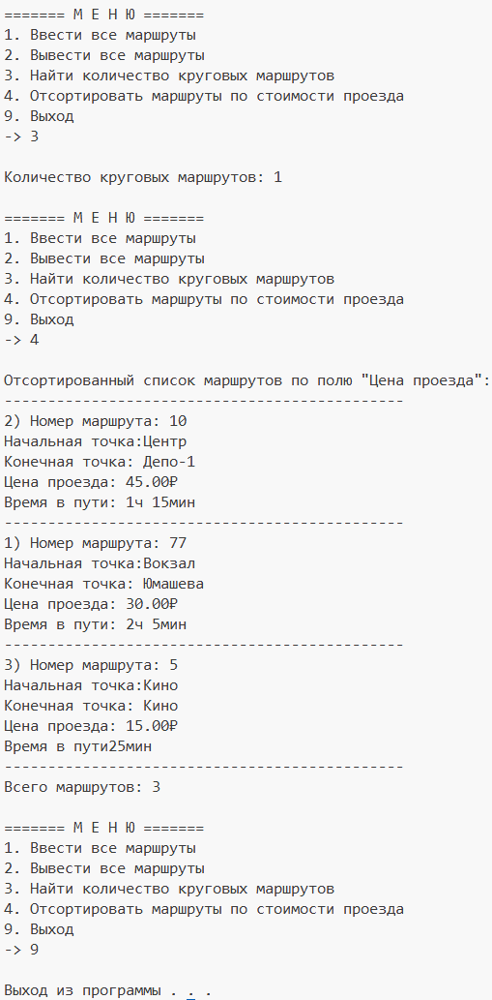 ======= М Е Н Ю =======
1. Ввести все маршруты
2. Вывести все маршруты
3. Найти количество круговых маршрутов
4. Отсортировать маршруты по стоимости проезда
9. Выход
-> 3
Количество круговых маршрутов: 1
======= М Е Н Ю =======
1. Ввести все маршруты
2. Вывести все маршруты
3. Найти количество круговых маршрутов
4. Отсортировать маршруты по стоимости проезда
9. Выход
-> 4
Отсортированный список маршрутов по полю "Цена проезда":
----------------------------------------------
2) Номер маршрута: 10
Начальная точка:Центр
Конечная точка: Депо-1
Цена проезда: 45.00₽
Время в пути: 1ч 15мин
----------------------------------------------
1) Номер маршрута: 77
Начальная точка:Вокзал
Конечная точка: Юмашева
Цена проезда: 30.00₽
Время в пути: 2ч 5мин
----------------------------------------------
3) Номер маршрута: 5
Начальная точка:Кино
Конечная точка: Кино
Цена проезда: 15.00₽
Время в пути25мин
----------------------------------------------
Всего маршрутов: 3
======= М Е Н Ю =======
1. Ввести все маршруты
2. Вывести все маршруты
3. Найти количество круговых маршрутов
4. Отсортировать маршруты по стоимости проезда
9. Выход
-> 9
Выход из программы . . .